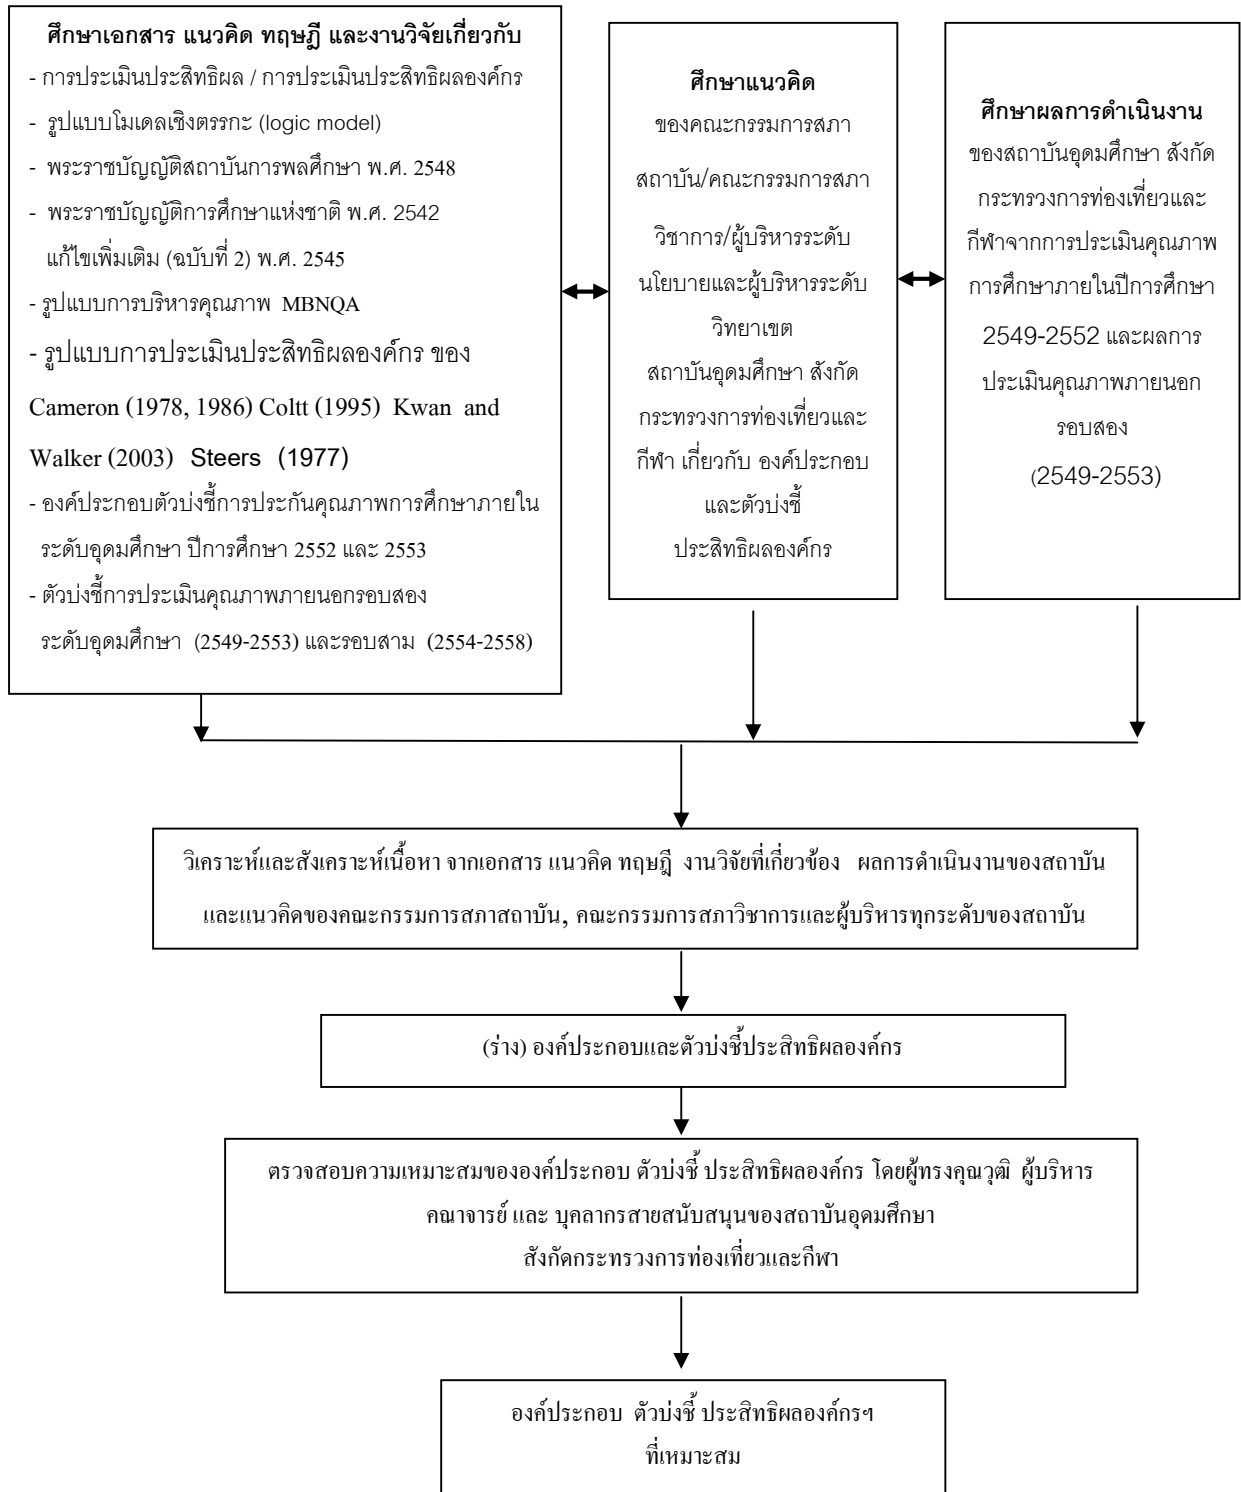 ศึกษาเอกสาร แนวคิด ทฤษฎี และงานวิจัยเกี่ยวกับ
- การประเมินประสิทธิผล / การประเมินประสิทธิผลองค์กร
- รูปแบบโมเดลเชิงตรรกะ (logic model)
- พระราชบัญญัติสถาบันการพลศึกษา พ.ศ. 2548
- พระราชบัญญัติการศึกษาแห่งชาติ พ.ศ. 2542
แก้ไขเพิ่มเติม (ฉบับที่ 2) พ.ศ. 2545
- รูปแบบการบริหารคุณภาพ MBNQA
- รูปแบบการประเมินประสิทธิผลองค์กร ของ
Cameron (1978, 1986) Coltt (1995) Kwan and
Walker (2003) Steers (1977)
- องค์ประกอบตัวบ่งชี้การประกันคุณภาพการศึกษาภายใน
ระดับอุดมศึกษา ปีการศึกษา 2552 และ 2553
- ตัวบ่งชี้การประเมินคุณภาพภายนอกรอบสอง
ระดับอุดมศึกษา (2549-2553) และรอบสาม (2554-2558)
ศึกษาแนวคิด
ของคณะกรรมการสภา
สถาบัน/คณะกรรมการสภา
วิชาการ/ผู้บริหารระดับ
นโยบายและผู้บริหารระดับ
วิทยาเขต
สถาบันอุดมศึกษา สังกัด
กระทรวงการท่องเที่ยวและ
กีฬา เกี่ยวกับ องค์ประกอบ
และตัวบ่งชี้
ประสิทธิผลองค์กร
ศึกษาผลการดำเนินงาน
ของสถาบันอุดมศึกษา สังกัด
กระทรวงการท่องเที่ยวและ
กีฬาจากการประเมินคุณภาพ
การศึกษาภายในปีการศึกษา
2549-2552 และผลการ
ประเมินคุณภาพภายนอก
รอบสอง
(2549-2553)
วิเคราะห์และสังเคราะห์เนื้อหา จากเอกสาร แนวคิด ทฤษฎี งานวิจัยที่เกี่ยวข้อง ผลการดำเนินงานของสถาบัน
และแนวคิดของคณะกรรมการสภาสถาบัน, คณะกรรมการสภาวิชาการและผู้บริหารทุกระดับของสถาบัน
(ร่าง) องค์ประกอบและตัวบ่งชี้ประสิทธิผลองค์กร
ตรวจสอบความเหมาะสมขององค์ประกอบ ตัวบ่งชี้ ประสิทธิผลองค์กร โดยผู้ทรงคุณวุฒิ ผู้บริหาร
คณาจารย์ และ บุคลากรสายสนับสนุนของสถาบันอุดมศึกษา
สังกัดกระทรวงการท่องเที่ยวและกีฬา
องค์ประกอบ ตัวบ่งชี้ ประสิทธิผลองค์กรฯ
ที่เหมาะสม